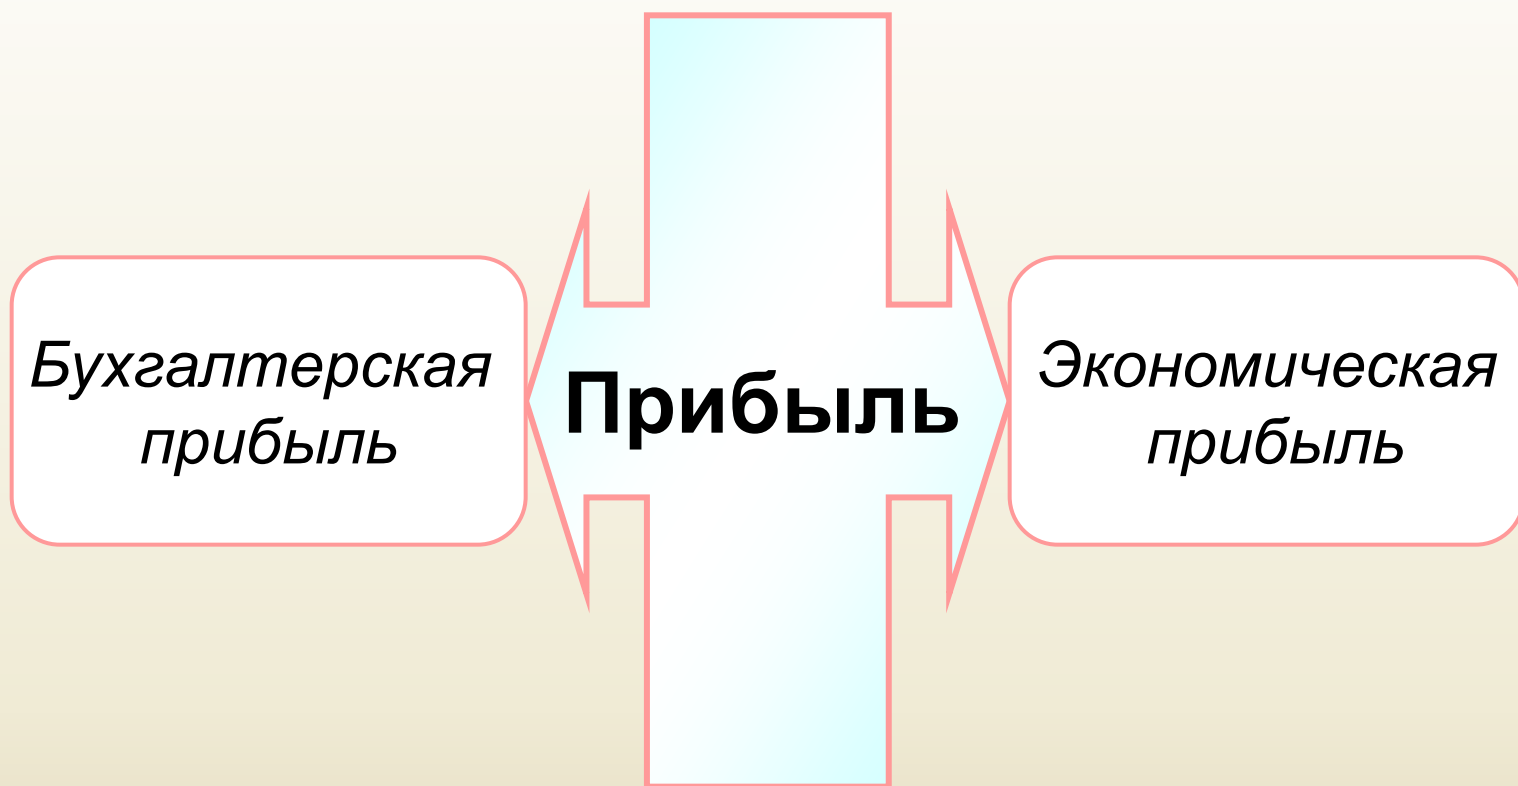 Бухгалтерская
прибыль
Прибыль
Экономическая
прибыль